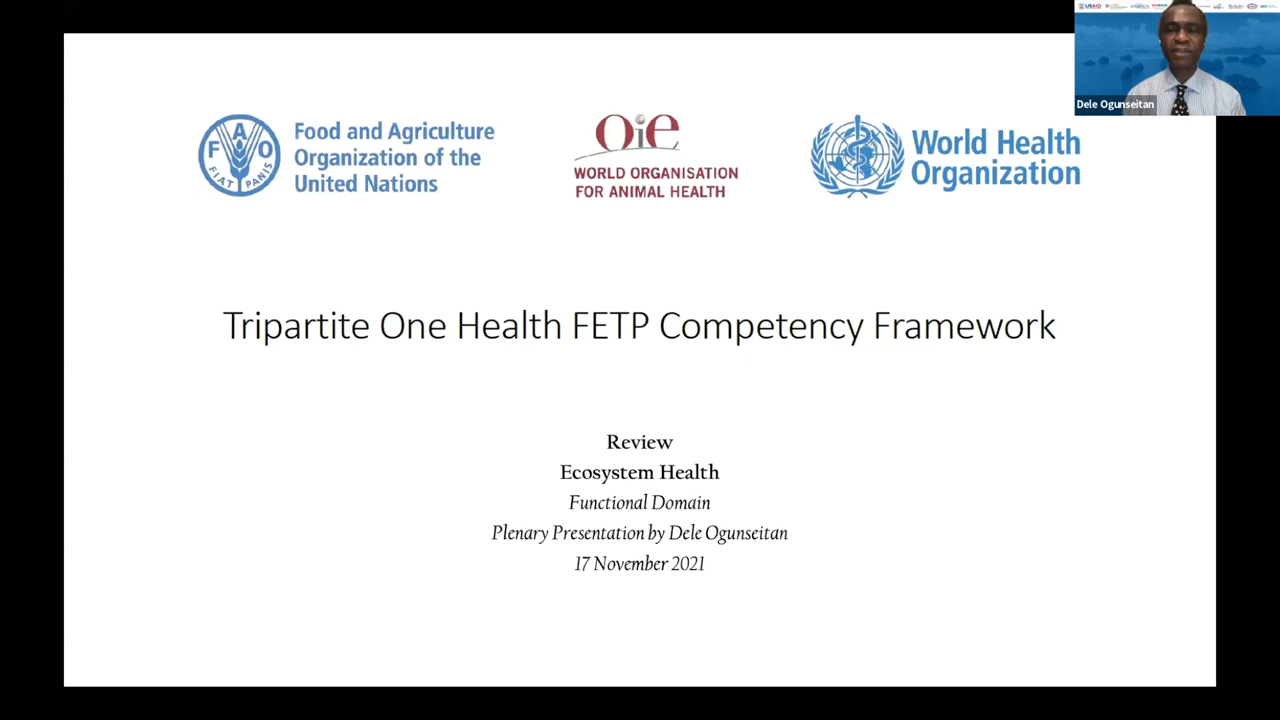 USAID
Dele Ogunseitan
FAO
FIAT PANIS
Food and Agriculture
Organization of the
United Nations
Oie
WORLD ORGANISATION
FOR ANIMAL HEALTH
World Health
Organization
Tripartite One Health FETP Competency Framework
Review
Ecosystem Health
Functional Domain
Plenary Presentation by Dele Ogunseitan
17 November 2021